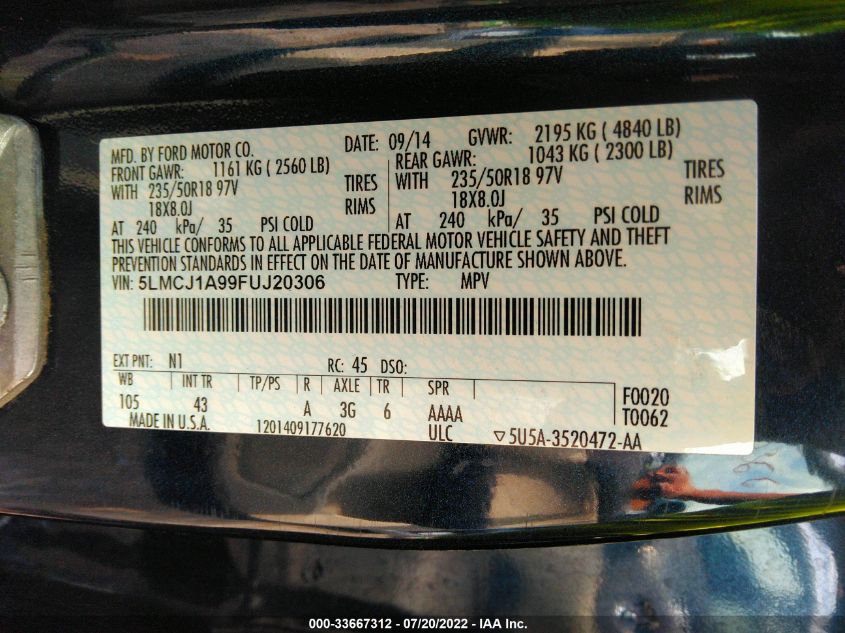 MFD. BY FORD MOTOR CO. DATE: 09/14 GVWR: 2195 KG ( 4840 LB)
FRONT GAWR: 1161 KG ( 2560 LB) REAR GAWR: 1043 KG ( 2300 LB)
WITH 235/50R18 97V TIRES WITH 235/50R18 97V TIRES
18X8.0J RIMS 18X8.0J RIMS
AT 240 kPa/ 35 PSI COLD AT 240 kPa/ 35 PSI COLD
THIS VEHICLE CONFORMS TO ALL APPLICABLE FEDERAL MOTOR VEHICLE SAFETY AND THEFT
PREVENTION STANDARDS IN EFFECT ON THE DATE OF MANUFACTURE SHOWN ABOVE.
VIN: 5LMCJ1A99FUJ20306 TYPE: MPV
EXT PNT: N1 RC: 45 DSO:
WB INT TR TP/PS R AXLE TR SPR
105 43 A 3G 6 AAAA F0020
MADE IN U.S.A. 1201409177620 ULC T0062
▽5U5A-3520472-AA
000-33667312 - 07/20/2022 - IAA Inc.